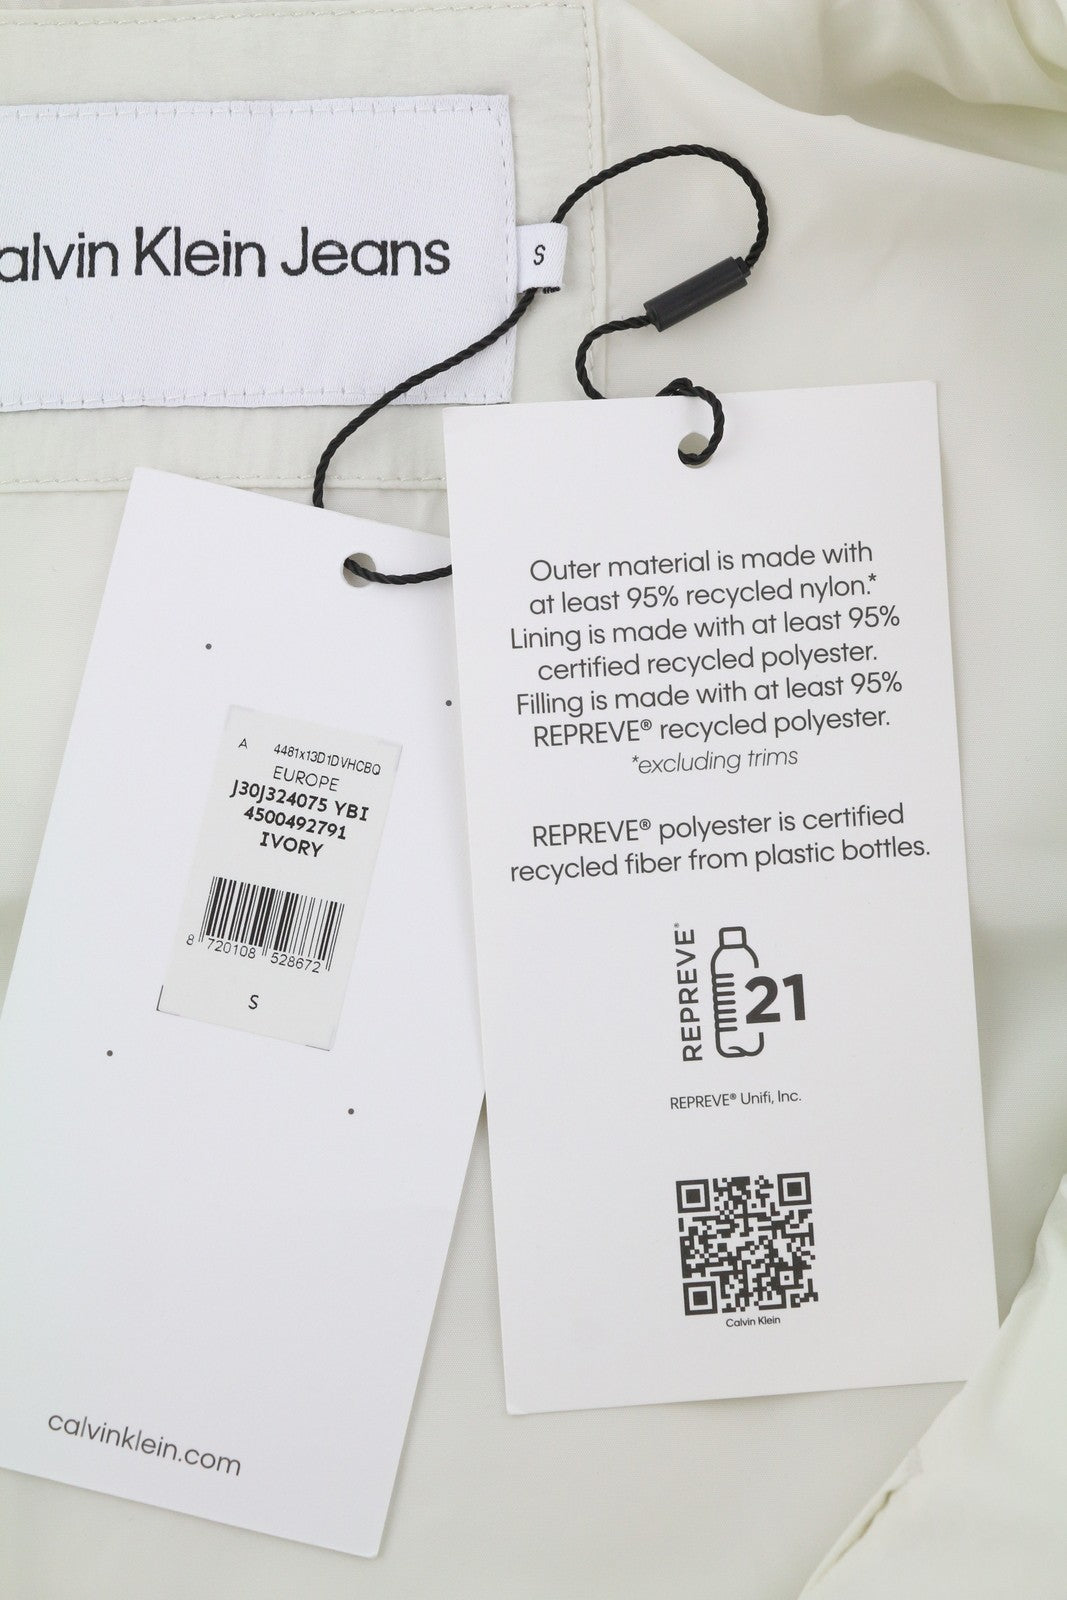 alvin Klein Jeans
S
Outer material is made with
at least 95% recycled nylon.*
Lining is made with at least 95%
certified recycled polyester.
Filling is made with at least 95%
REPREVE® recycled polyester.
*excluding trims
REPREVE® polyester is certified
recycled fiber from plastic bottles.
REPREVE®
21
REPREVE® Unifi, Inc.
Calvin Klein
A 4481x13D1DVHCBQ
EUROPE
J30J324075 YBI
4500492791
IVORY
8 720108 528672
S
calvinklein.com